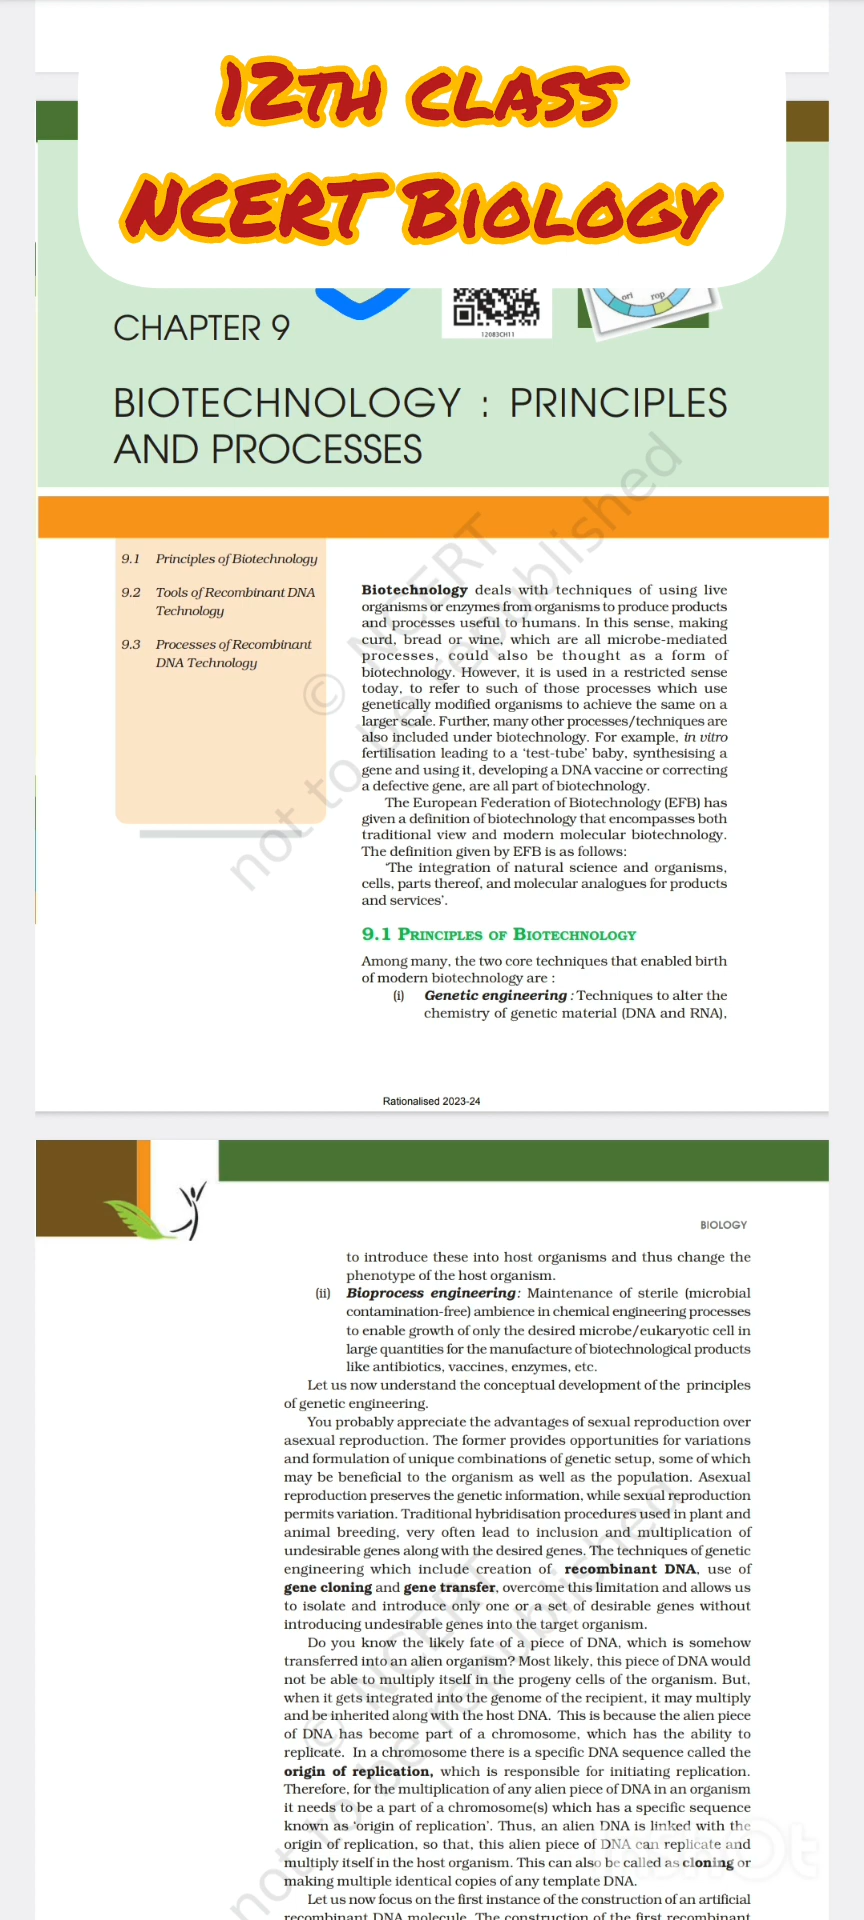 12th class
NCERT Biology
ori
rop
12083CH11
CHAPTER 9
BIOTECHNOLOGY : PRINCIPLES
AND PROCESSES
9.1 Principles of Biotechnology
9.2 Tools of Recombinant DNA
Technology
9.3 Processes of Recombinant
DNA Technology
Biotechnology deals with techniques of using live
organisms or enzymes from organisms to produce products
and processes useful to humans. In this sense, making
curd, bread or wine, which are all microbe-mediated
processes, could also be thought as a form of
biotechnology. However, it is used in a restricted sense
today, to refer to such of those processes which use
genetically modified organisms to achieve the same on a
larger scale. Further, many other processes/techniques are
also included under biotechnology. For example, in vitro
fertilisation leading to a ‘test-tube’ baby, synthesising a
gene and using it, developing a DNA vaccine or correcting
a defective gene, are all part of biotechnology.
The European Federation of Biotechnology (EFB) has
given a definition of biotechnology that encompasses both
traditional view and modern molecular biotechnology.
The definition given by EFB is as follows:
‘The integration of natural science and organisms,
cells, parts thereof, and molecular analogues for products
and services’.
9.1 PRINCIPLES OF BIOTECHNOLOGY
Among many, the two core techniques that enabled birth
of modern biotechnology are :
(i) Genetic engineering : Techniques to alter the
chemistry of genetic material (DNA and RNA),
© NCERT
not to be republished
Rationalised 2023-24
BIOLOGY
to introduce these into host organisms and thus change the
phenotype of the host organism.
(ii) Bioprocess engineering: Maintenance of sterile (microbial
contamination-free) ambience in chemical engineering processes
to enable growth of only the desired microbe/eukaryotic cell in
large quantities for the manufacture of biotechnological products
like antibiotics, vaccines, enzymes, etc.
Let us now understand the conceptual development of the principles
of genetic engineering.
You probably appreciate the advantages of sexual reproduction over
asexual reproduction. The former provides opportunities for variations
and formulation of unique combinations of genetic setup, some of which
may be beneficial to the organism as well as the population. Asexual
reproduction preserves the genetic information, while sexual reproduction
permits variation. Traditional hybridisation procedures used in plant and
animal breeding, very often lead to inclusion and multiplication of
undesirable genes along with the desired genes. The techniques of genetic
engineering which include creation of recombinant DNA, use of
gene cloning and gene transfer, overcome this limitation and allows us
to isolate and introduce only one or a set of desirable genes without
introducing undesirable genes into the target organism.
Do you know the likely fate of a piece of DNA, which is somehow
transferred into an alien organism? Most likely, this piece of DNA would
not be able to multiply itself in the progeny cells of the organism. But,
when it gets integrated into the genome of the recipient, it may multiply
and be inherited along with the host DNA. This is because the alien piece
of DNA has become part of a chromosome, which has the ability to
replicate. In a chromosome there is a specific DNA sequence called the
origin of replication, which is responsible for initiating replication.
Therefore, for the multiplication of any alien piece of DNA in an organism
it needs to be a part of a chromosome(s) which has a specific sequence
known as ‘origin of replication’. Thus, an alien DNA is linked with the
origin of replication, so that, this alien piece of DNA can replicate and
multiply itself in the host organism. This can also be called as cloning or
making multiple identical copies of any template DNA.
Let us now focus on the first instance of the construction of an artificial
recombinant DNA molecule. The construction of the first recombinant
© NCERT
not to be republished